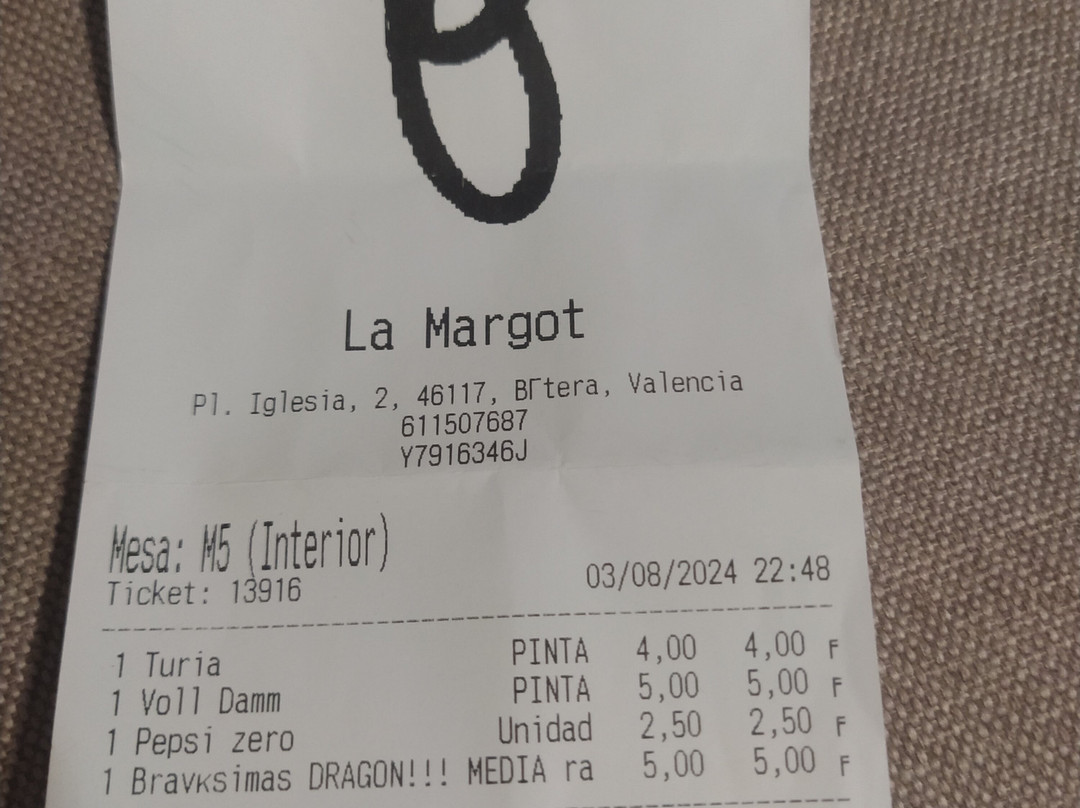 La Margot
Pl. Iglesia, 2, 46117, BГtera, Valencia
611507687
Y7916346J
Mesa: M5 (Interior)
Ticket: 13916 03/08/2024 22:48
1 Turia PINTA 4,00 4,00 F
1 Voll Damm PINTA 5,00 5,00 F
1 Pepsi zero Unidad 2,50 2,50 F
1 Bravкsimas DRAGON!!! MEDIA ra 5,00 5,00 F